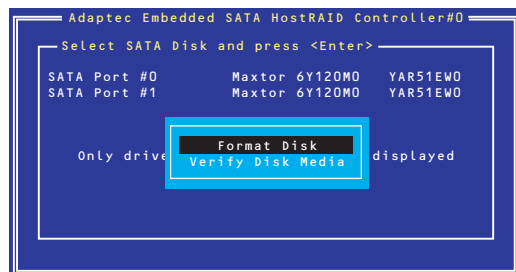 Adaptec Embedded SATA HostRAID Controller#0
Select SATA Disk and press <Enter>
SATA Port #0 Maxtor 6Y120M0 YAR51EW0
SATA Port #1 Maxtor 6Y120M0 YAR51EW0
Format Disk
Only drive displayed
Verify Disk Media